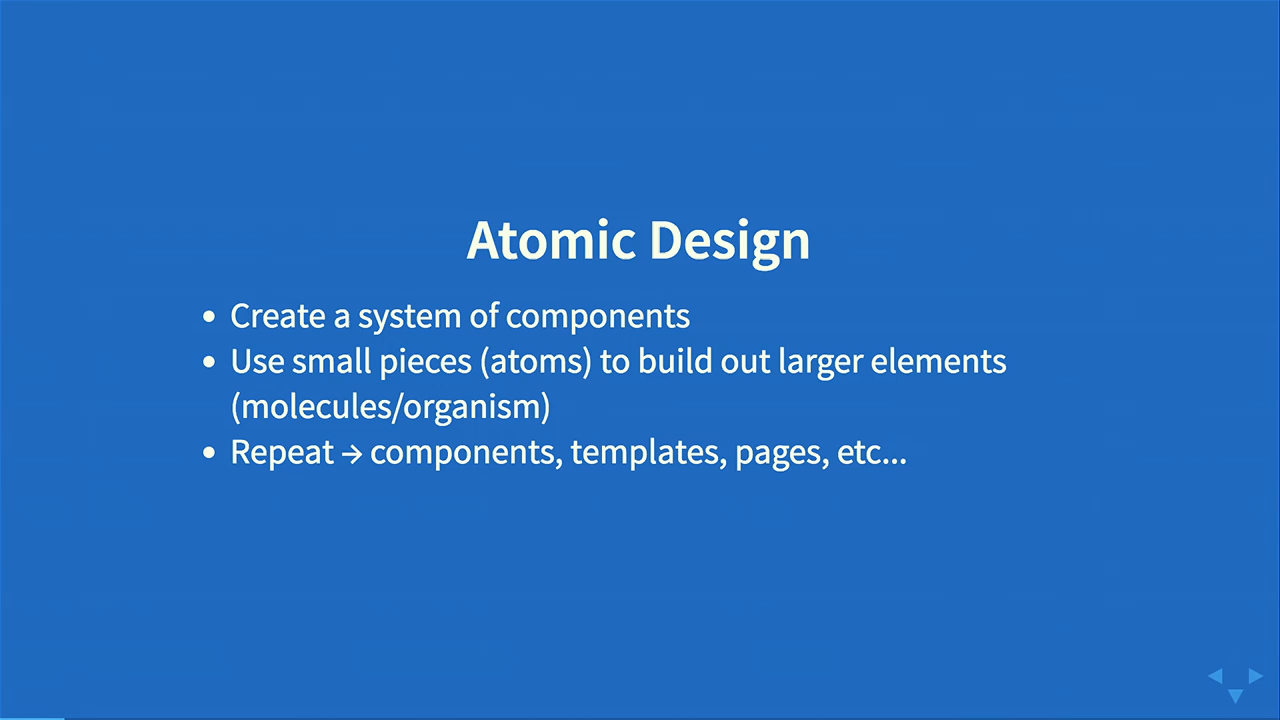 Atomic Design
• Create a system of components
• Use small pieces (atoms) to build out larger elements
(molecules/organism)
• Repeat → components, templates, pages, etc...